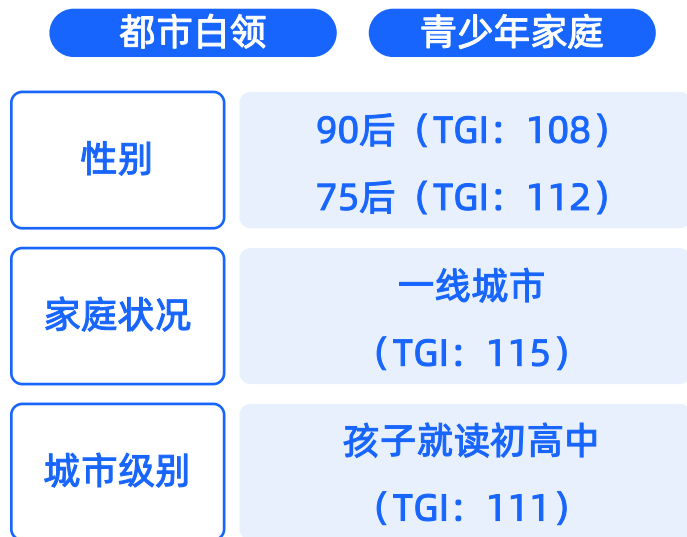 都市白领
青少年家庭
性别
90后（TGI：108）
75后（TGI：112）
家庭状况
一线城市
（TGI：115）
城市级别
孩子就读初高中
（TGI：111）